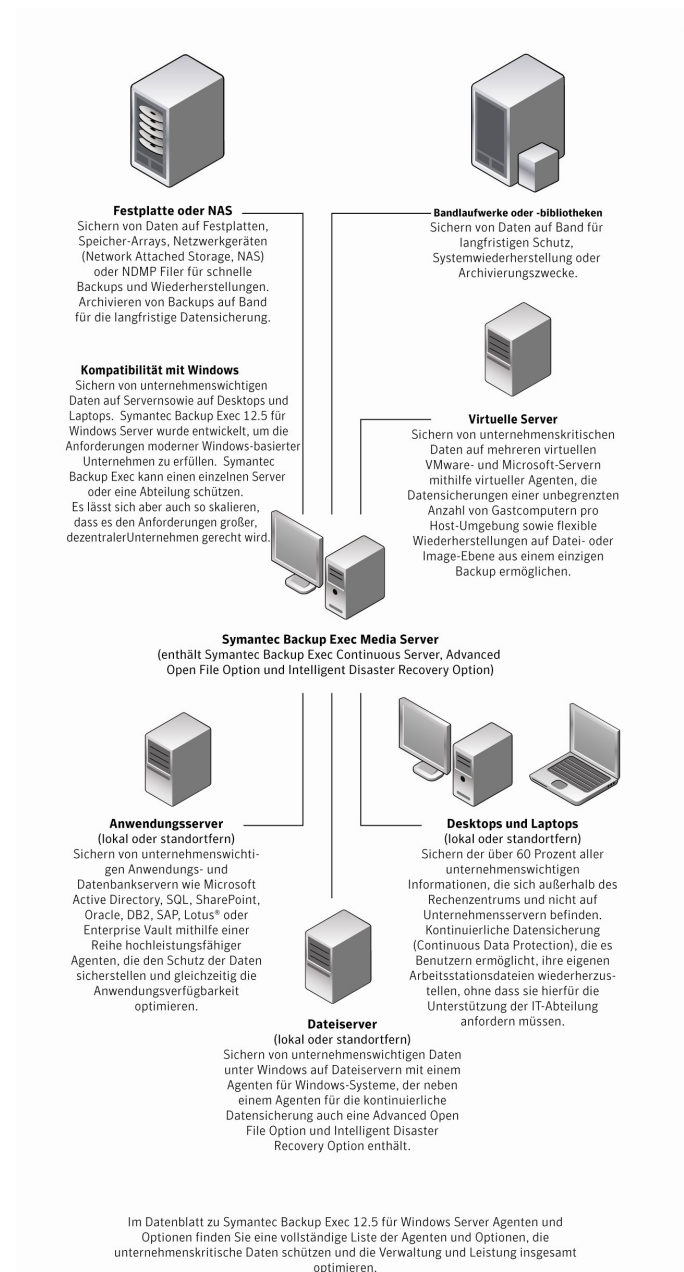 Festplatte oder NAS
Sichern von Daten auf Festplatten,
Speicher-Arrays, Netzwerkgeräten
(Network Attached Storage, NAS)
oder NDMP Filer für schnelle
Backups und Wiederherstellungen.
Archivieren von Backups auf Band
für die langfristige Datensicherung.
Bandlaufwerke oder -bibliotheken
Sichern von Daten auf Band für
langfristigen Schutz,
Systemwiederherstellung oder
Archivierungszwecke.
Kompatibilität mit Windows
Sichern von unternehmenswichtigen
Daten auf Servernsowie auf Desktops und
Laptops. Symantec Backup Exec 12.5 für
Windows Server wurde entwickelt, um die
Anforderungen moderner Windows-basierter
Unternehmen zu erfüllen. Symantec
Backup Exec kann einen einzelnen Server
oder eine Abteilung schützen.
Es lässt sich aber auch so skalieren,
dass es den Anforderungen großer,
dezentralerUnternehmen gerecht wird.
Virtuelle Server
Sichern von unternehmenskritischen
Daten auf mehreren virtuellen
VMware- und Microsoft-Servern
mithilfe virtueller Agenten, die
Datensicherungen einer unbegrenzten
Anzahl von Gastcomputern pro
Host-Umgebung sowie flexible
Wiederherstellungen auf Datei- oder
Image-Ebene aus einem einzigen
Backup ermöglichen.
Symantec Backup Exec Media Server
(enthält Symantec Backup Exec Continuous Server, Advanced
Open File Option und Intelligent Disaster Recovery Option)
Anwendungsserver
(lokal oder standortfern)
Sichern von unternehmenswichti-
gen Anwendungs- und
Datenbankservern wie Microsoft
Active Directory, SQL, SharePoint,
Oracle, DB2, SAP, Lotus® oder
Enterprise Vault mithilfe einer
Reihe hochleistungsfähiger
Agenten, die den Schutz der Daten
sicherstellen und gleichzeitig die
Anwendungsverfügbarkeit
optimieren.
Desktops und Laptops
(lokal oder standortfern)
Sichern der über 60 Prozent aller
unternehmenswichtigen
Informationen, die sich außerhalb des
Rechenzentrums und nicht auf
Unternehmensservern befinden.
Kontinuierliche Datensicherung
(Continuous Data Protection), die es
Benutzern ermöglicht, ihre eigenen
Arbeitsstationsdateien wiederherzus-
tellen, ohne dass sie hierfür die
Unterstützung der IT-Abteilung
anfordern müssen.
Dateiserver
(lokal oder standortfern)
Sichern von unternehmenswichtigen Daten
unter Windows auf Dateiservern mit einem
Agenten für Windows-Systeme, der neben
einem Agenten für die kontinuierliche
Datensicherung auch eine Advanced Open
File Option und Intelligent Disaster
Recovery Option enthält.
Im Datenblatt zu Symantec Backup Exec 12.5 für Windows Server Agenten und
Optionen finden Sie eine vollständige Liste der Agenten und Optionen, die
unternehmenskritische Daten schützen und die Verwaltung und Leistung insgesamt
optimieren.